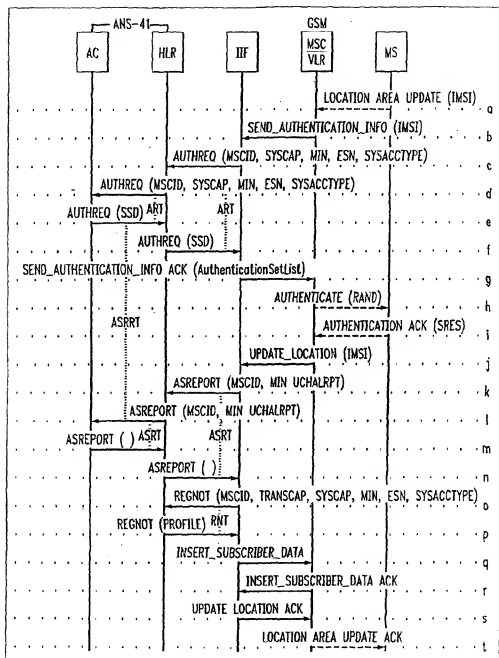 ANS-41
GSM
AC
HLR
IIF
MSC
VLR
MS
LOCATION AREA UPDATE (IMSI)
a
SEND_AUTHENTICATION_INFO (IMSI)
b
AUTHREQ (MSCID, SYSCAP, MIN, ESN, SYSACCTYPE)
c
AUTHREQ (MSCID, SYSCAP, MIN, ESN, SYSACCTYPE)
d
AUTHREQ (SSD)
ART
ART
e
AUTHREQ (SSD)
f
SEND_AUTHENTICATION_INFO ACK (AuthenticationSetList)
g
AUTHENTICATE (RAND)
h
ASRRT
AUTHENTICATION ACK (SRES)
i
UPDATE_LOCATION (IMSI)
j
ASREPORT (MSCID, MIN UCHALRPT)
k
ASREPORT (MSCID, MIN UCHALRPT)
l
ASREPORT ( )
ASRT
ASRT
m
ASREPORT ( )
n
REGNOT (MSCID, TRANSCAP, SYSCAP, MIN, ESN, SYSACCTYPE)
o
REGNOT (PROFILE)
RNT
p
INSERT_SUBSCRIBER_DATA
q
INSERT_SUBSCRIBER_DATA ACK
r
UPDATE LOCATION ACK
s
LOCATION AREA UPDATE ACK
t